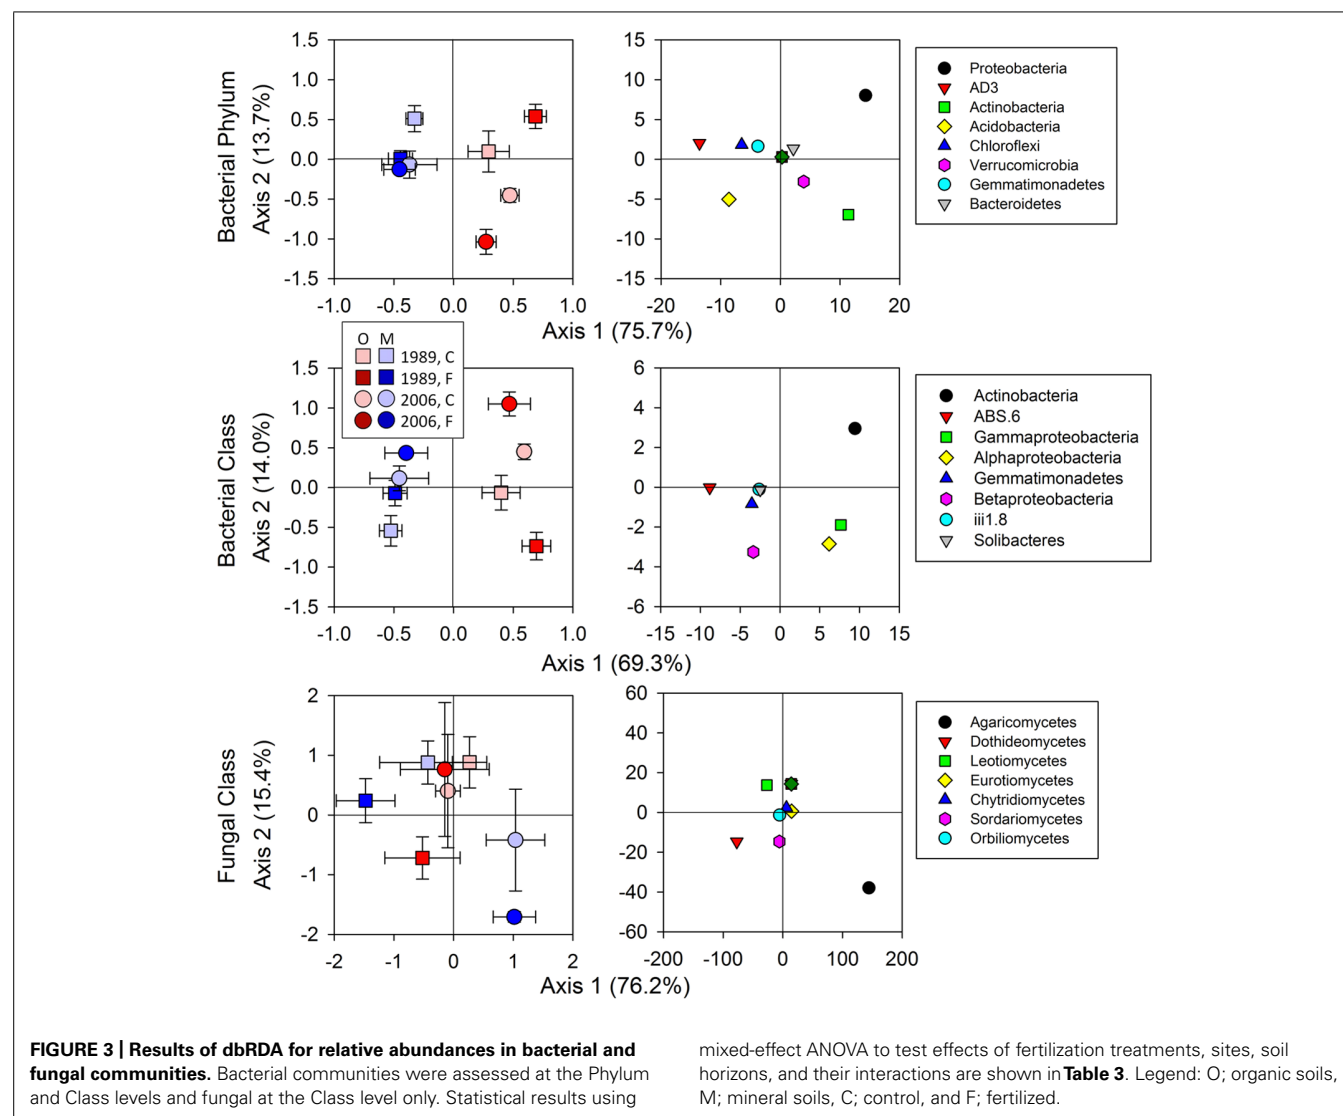 Bacterial Phylum
Axis 2 (13.7%)
1.5
1.0
0.5
0.0
-0.5
-1.0
-1.5
-1.0 -0.5 0.0 0.5 1.0
15
10
5
0
-5
-10
-15
-20 -10 0 10 20
Axis 1 (75.7%)
Proteobacteria
AD3
Actinobacteria
Acidobacteria
Chloroflexi
Verrucomicrobia
Gemmatimonadetes
Bacteroidetes
O M
1989, C
1989, F
2006, C
2006, F
Bacterial Class
Axis 2 (14.0%)
1.5
1.0
0.5
0.0
-0.5
-1.0
-1.5
-1.0 -0.5 0.0 0.5 1.0
6
4
2
0
-2
-4
-6
-15 -10 -5 0 5 10 15
Axis 1 (69.3%)
Actinobacteria
ABS.6
Gammaproteobacteria
Alphaproteobacteria
Gemmatimonadetes
Betaproteobacteria
iii1.8
Solibacteres
Fungal Class
Axis 2 (15.4%)
2
1
0
-1
-2
-2 -1 0 1 2
60
40
20
0
-20
-40
-60
-200 -100 0 100 200
Axis 1 (76.2%)
Agaricomycetes
Dothideomycetes
Leotiomycetes
Eurotiomycetes
Chytridiomycetes
Sordariomycetes
Orbiliomycetes
FIGURE 3 | Results of dbRDA for relative abundances in bacterial and
fungal communities. Bacterial communities were assessed at the Phylum
and Class levels and fungal at the Class level only. Statistical results using
mixed-effect ANOVA to test effects of fertilization treatments, sites, soil
horizons, and their interactions are shown in Table 3. Legend: O; organic soils,
M; mineral soils, C; control, and F; fertilized.